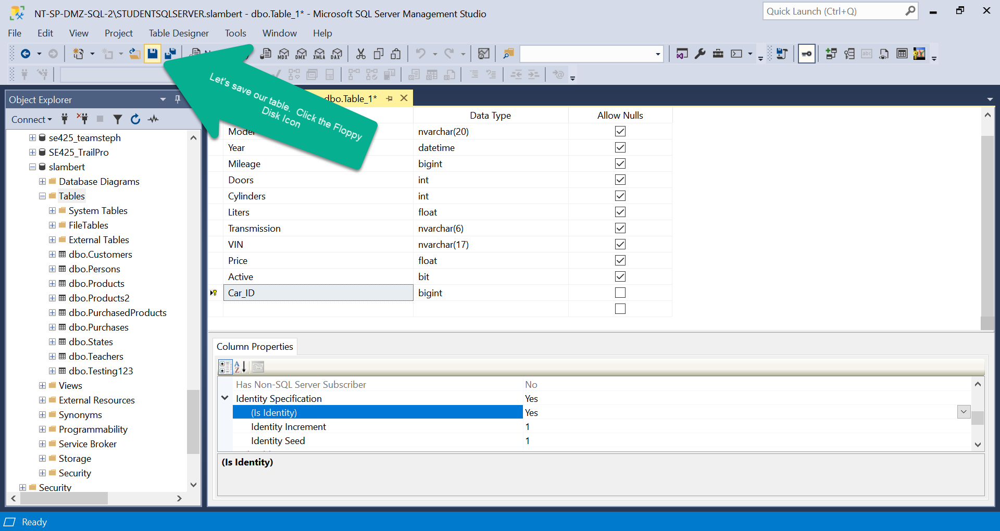 NT-SP-DMZ-SQL-2\STUDENTSQLSERVER.slambert - dbo.Table_1* - Microsoft SQL Server Management Studio
Quick Launch (Ctrl+Q)
File Edit View Project Table Designer Tools Window Help
MDX DMX XMLA DAX
abc
Let's save our table. Click the Floppy
Disk Icon
Object Explorer
dbo.Table_1*
Connect
Data Type Allow Nulls
se425_teamsteph
SE425_TrailPro
slambert
Database Diagrams
Tables
System Tables
FileTables
External Tables
dbo.Customers
dbo.Persons
dbo.Products
dbo.Products2
dbo.PurchasedProducts
dbo.Purchases
dbo.States
dbo.Teachers
dbo.Testing123
Views
External Resources
Synonyms
Programmability
Service Broker
Storage
Security
Security
Model nvarchar(20)
Year datetime
Mileage bigint
Doors int
Cylinders int
Liters float
Transmission nvarchar(6)
VIN nvarchar(17)
Price float
Active bit
Car_ID bigint
Column Properties
Has Non-SQL Server Subscriber No
Identity Specification Yes
(Is Identity) Yes
Identity Increment 1
Identity Seed 1
(Is Identity)
Ready